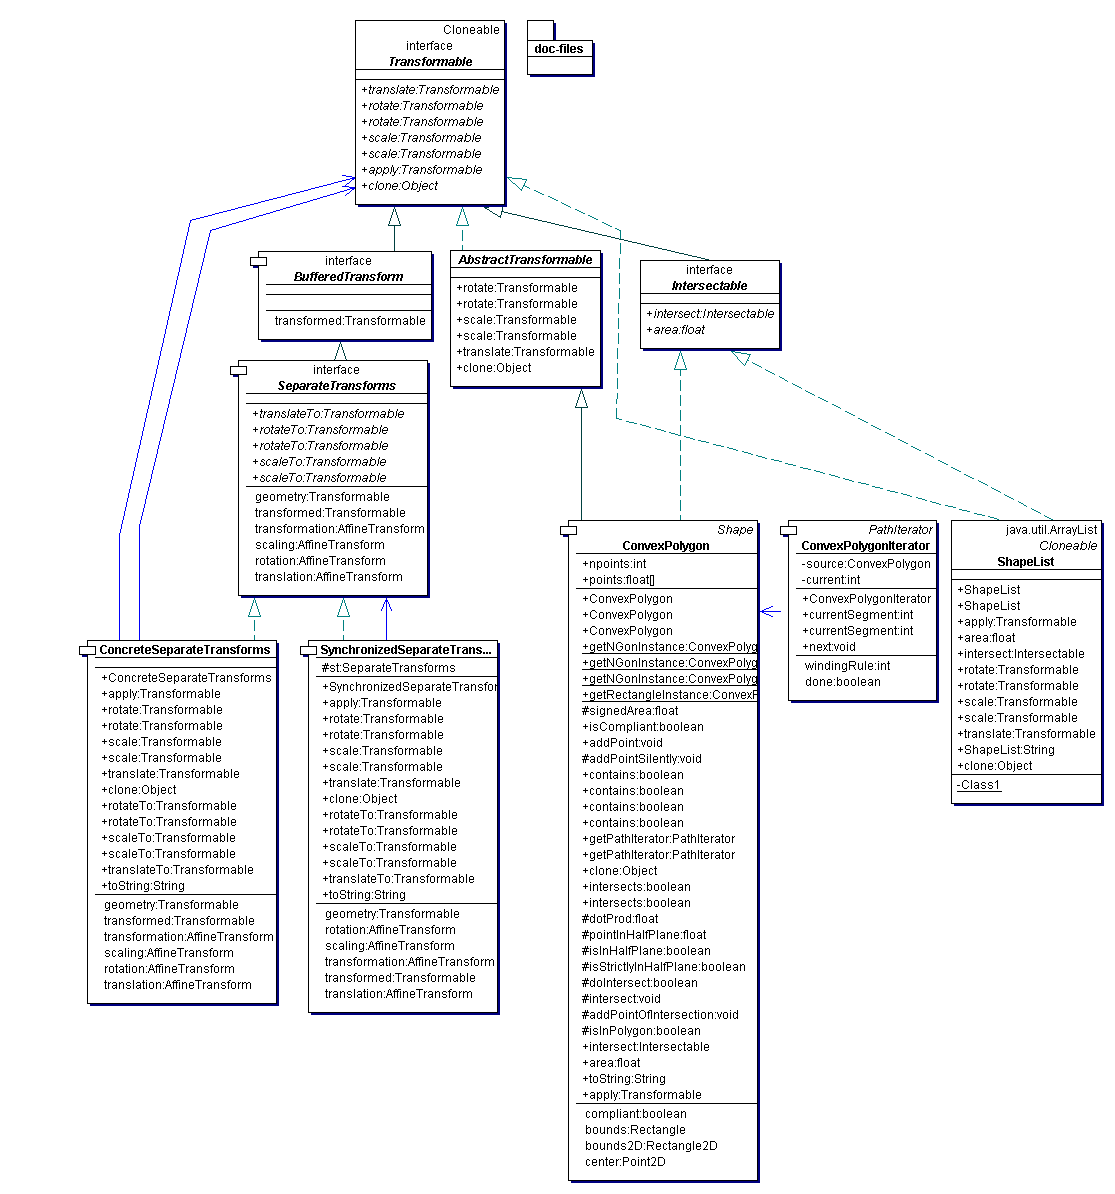 Cloneable
interface
Transformable
+translate:Transformable
+rotate:Transformable
+rotate:Transformable
+scale:Transformable
+scale:Transformable
+apply:Transformable
+clone:Object
doc-files
interface
BufferedTransform
transformed:Transformable
AbstractTransformable
+rotate:Transformable
+rotate:Transformable
+scale:Transformable
+scale:Transformable
+translate:Transformable
+clone:Object
interface
Intersectable
+intersect:Intersectable
+area:float
interface
SeparateTransforms
+translateTo:Transformable
+rotateTo:Transformable
+rotateTo:Transformable
+scaleTo:Transformable
+scaleTo:Transformable
geometry:Transformable
transformed:Transformable
transformation:AffineTransform
scaling:AffineTransform
rotation:AffineTransform
translation:AffineTransform
Shape
ConvexPolygon
+npoints:int
+points:float[]
+ConvexPolygon
+ConvexPolygon
+ConvexPolygon
+getNGonInstance:ConvexPolyg
+getNGonInstance:ConvexPolyg
+getNGonInstance:ConvexPolyg
+getRectangleInstance:ConvexP
#signedArea:float
+isCompliant:boolean
+addPoint:void
#addPointSilently:void
+contains:boolean
+contains:boolean
+contains:boolean
+contains:boolean
+getPathIterator:PathIterator
+getPathIterator:PathIterator
+clone:Object
+intersects:boolean
+intersects:boolean
#dotProd:float
#pointInHalfPlane:float
#isInHalfPlane:boolean
#isStrictlyInHalfPlane:boolean
#doIntersect:boolean
#intersect:void
#addPointOfIntersection:void
#isInPolygon:boolean
+intersect:Intersectable
+area:float
+toString:String
+apply:Transformable
compliant:boolean
bounds:Rectangle
bounds2D:Rectangle2D
center:Point2D
PathIterator
ConvexPolygonIterator
-source:ConvexPolygon
-current:int
+ConvexPolygonIterator
+currentSegment:int
+currentSegment:int
+next:void
windingRule:int
done:boolean
java.util.ArrayList
Cloneable
ShapeList
+ShapeList
+ShapeList
+apply:Transformable
+area:float
+intersect:Intersectable
+rotate:Transformable
+rotate:Transformable
+scale:Transformable
+scale:Transformable
+translate:Transformable
+ShapeList:String
+clone:Object
-Class1
ConcreteSeparateTransforms
+ConcreteSeparateTransforms
+apply:Transformable
+rotate:Transformable
+rotate:Transformable
+scale:Transformable
+scale:Transformable
+translate:Transformable
+clone:Object
+rotateTo:Transformable
+rotateTo:Transformable
+scaleTo:Transformable
+scaleTo:Transformable
+translateTo:Transformable
+toString:String
geometry:Transformable
transformed:Transformable
transformation:AffineTransform
scaling:AffineTransform
rotation:AffineTransform
translation:AffineTransform
SynchronizedSeparateTrans...
#st:SeparateTransforms
+SynchronizedSeparateTransfor
+apply:Transformable
+rotate:Transformable
+rotate:Transformable
+scale:Transformable
+scale:Transformable
+translate:Transformable
+clone:Object
+rotateTo:Transformable
+rotateTo:Transformable
+scaleTo:Transformable
+scaleTo:Transformable
+translateTo:Transformable
+toString:String
geometry:Transformable
rotation:AffineTransform
scaling:AffineTransform
transformation:AffineTransform
transformed:Transformable
translation:AffineTransform